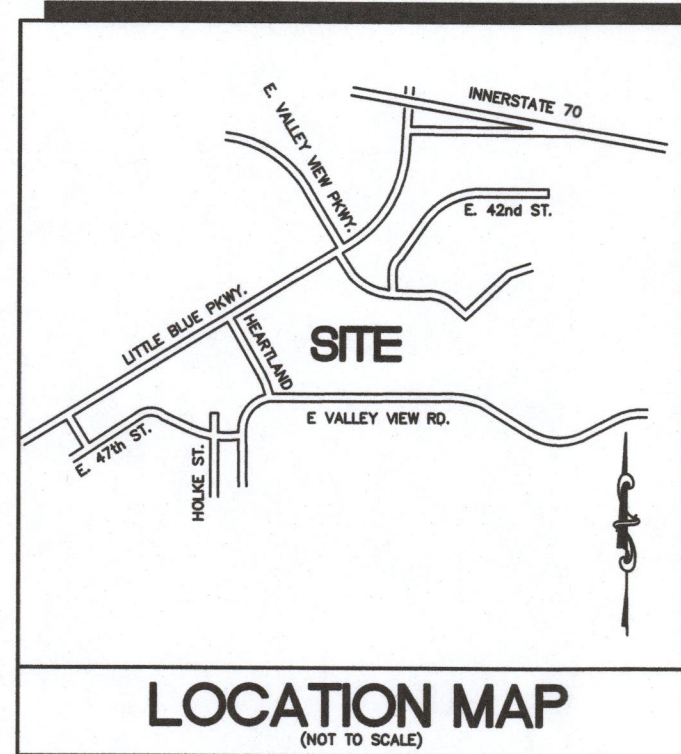 INNERSTATE 70
E. VALLEY VIEW PKWY.
E. 42nd ST.
LITTLE BLUE PKWY.
HEARTLAND
SITE
E VALLEY VIEW RD.
E. 47th ST.
HOLKE ST.
LOCATION MAP
(NOT TO SCALE)